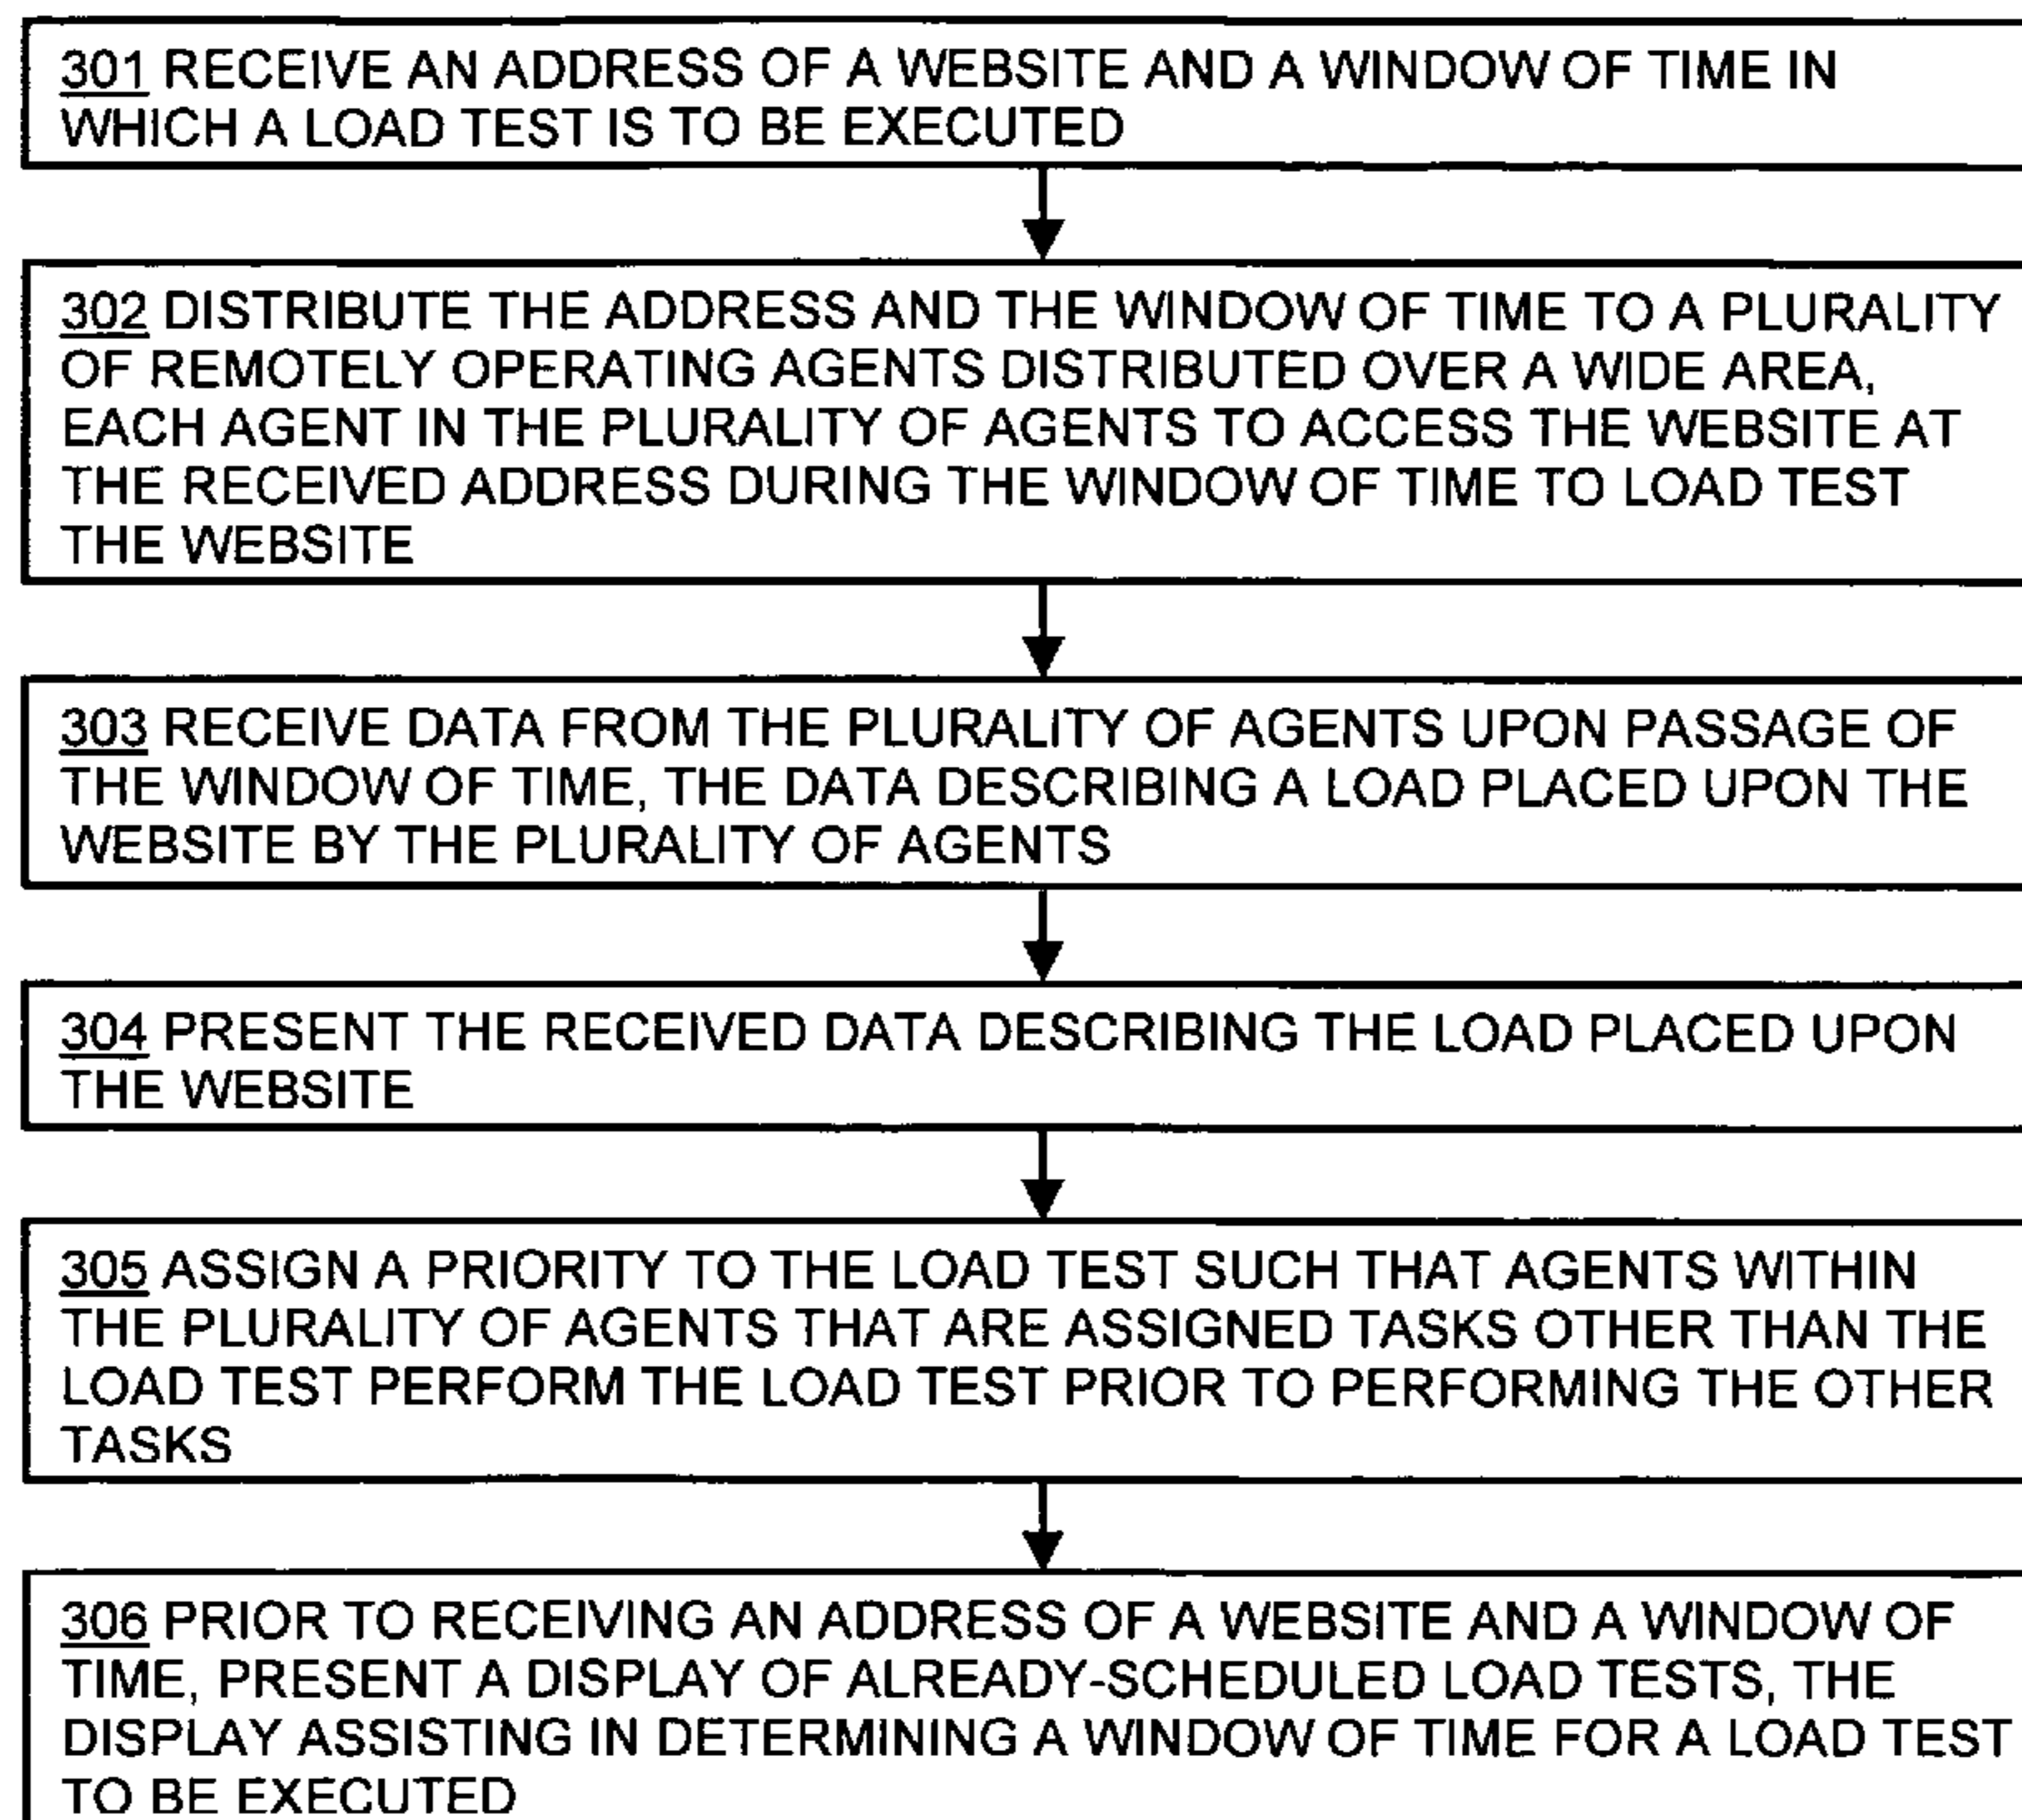 301 RECEIVE AN ADDRESS OF A WEBSITE AND A WINDOW OF TIME IN
WHICH A LOAD TEST IS TO BE EXECUTED
302 DISTRIBUTE THE ADDRESS AND THE WINDOW OF TIME TO A PLURALITY
OF REMOTELY OPERATING AGENTS DISTRIBUTED OVER A WIDE AREA,
EACH AGENT IN THE PLURALITY OF AGENTS TO ACCESS THE WEBSITE AT
THE RECEIVED ADDRESS DURING THE WINDOW OF TIME TO LOAD TEST
THE WEBSITE
303 RECEIVE DATA FROM THE PLURALITY OF AGENTS UPON PASSAGE OF
THE WINDOW OF TIME, THE DATA DESCRIBING A LOAD PLACED UPON THE
WEBSITE BY THE PLURALITY OF AGENTS
304 PRESENT THE RECEIVED DATA DESCRIBING THE LOAD PLACED UPON
THE WEBSITE
305 ASSIGN A PRIORITY TO THE LOAD TEST SUCH THAT AGENTS WITHIN
THE PLURALITY OF AGENTS THAT ARE ASSIGNED TASKS OTHER THAN THE
LOAD TEST PERFORM THE LOAD TEST PRIOR TO PERFORMING THE OTHER
TASKS
306 PRIOR TO RECEIVING AN ADDRESS OF A WEBSITE AND A WINDOW OF
TIME, PRESENT A DISPLAY OF ALREADY-SCHEDULED LOAD TESTS, THE
DISPLAY ASSISTING IN DETERMINING A WINDOW OF TIME FOR A LOAD TEST
TO BE EXECUTED